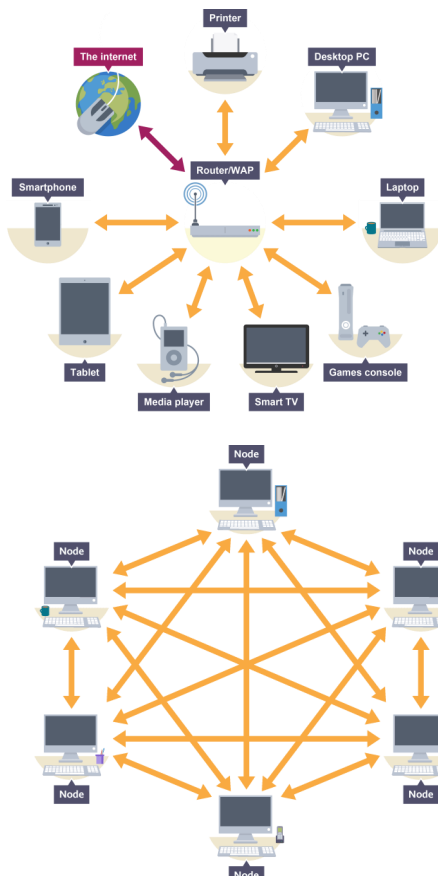 Printer
The internet
Desktop PC
Router/WAP
Smartphone
Laptop
Tablet
Games console
Media player
Smart TV
Node
Node
Node
Node
Node
Node